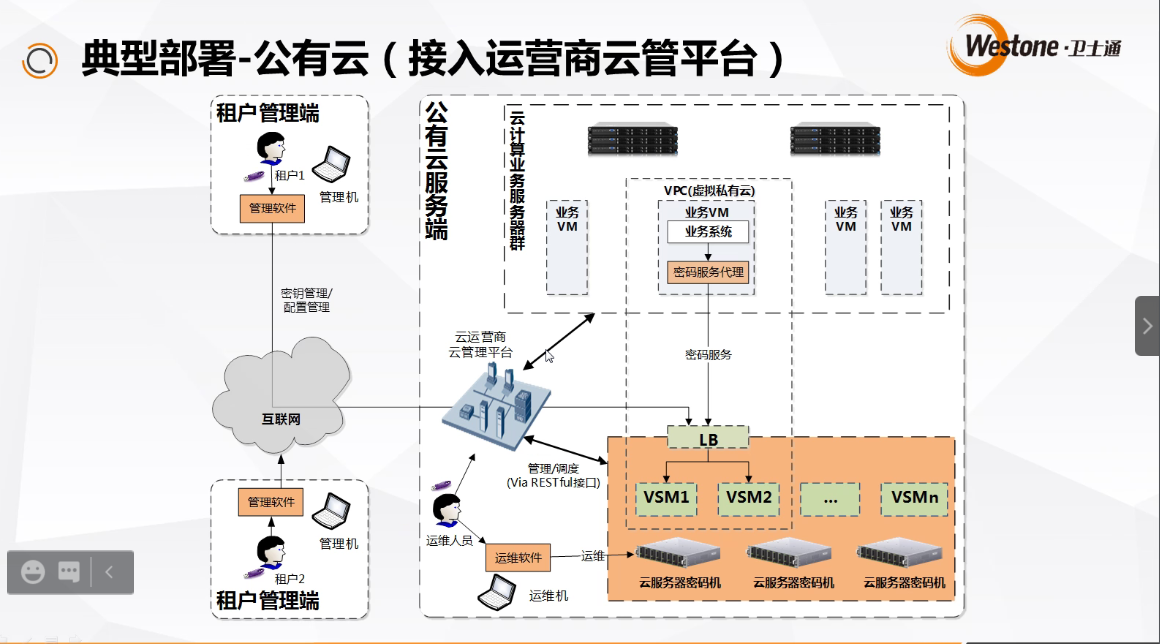 典型部署-公有云（接入运营商云管平台）
Westone·卫士通
租户管理端
租户1
管理机
管理软件
密钥管理/
配置管理
互联网
管理软件
管理机
租户2
租户管理端
公有云服务端
云计算业务服务器群
VPC(虚拟私有云)
业务
VM
业务VM
业务系统
密码服务代理
业务
VM
业务
VM
云运营商
云管理平台
密码服务
LB
管理/调度
(Via RESTful接口)
VSM1
VSM2
...
VSMn
运维人员
运维软件
运维
运维机
云服务器密码机
云服务器密码机
云服务器密码机